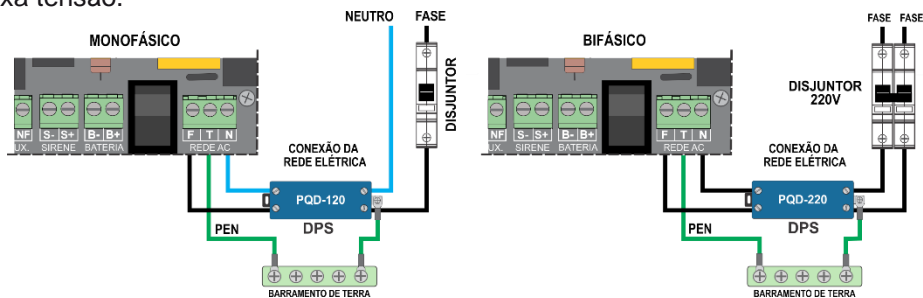 xa tensão.
MONOFÁSICO
NEUTRO FASE
DISJUNTOR
NF S- S+ B- B+ F T N
UX. SIRENE BATERIA REDE AC
CONEXÃO DA
REDE ELÉTRICA
PQD-120
DPS
PEN
BARRAMENTO DE TERRA
BIFÁSICO
FASE FASE
DISJUNTOR
220V
NF S- S+ B- B+ F T N
UX. SIRENE BATERIA REDE AC
CONEXÃO DA
REDE ELÉTRICA
PQD-220
DPS
PEN
BARRAMENTO DE TERRA